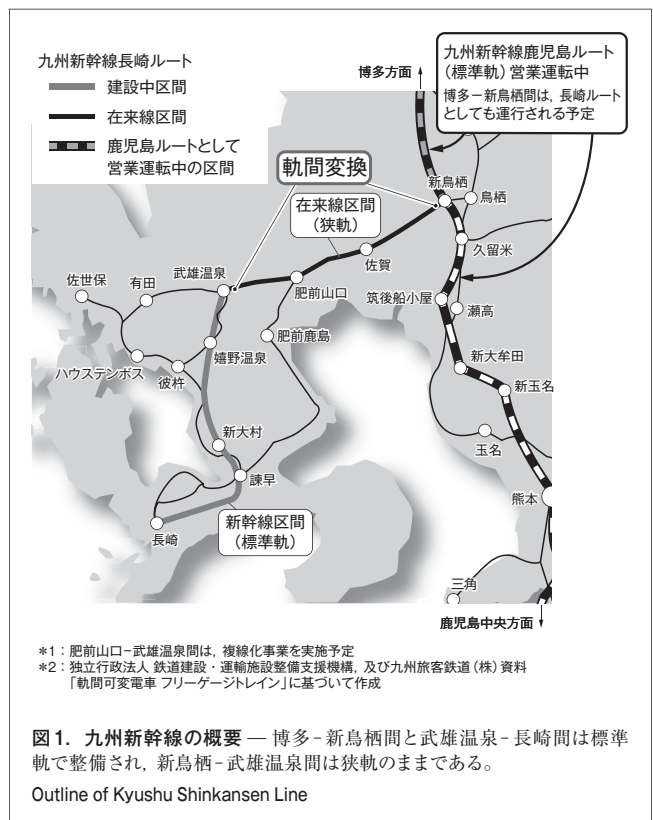 九州新幹線長崎ルート
建設中区間
在来線区間
鹿児島ルートとして
営業運転中の区間
博多方面
九州新幹線鹿児島ルート
(標準軌)営業運転中
博多−新鳥栖間は,長崎ルート
としても運行される予定
軌間変換
新鳥栖
鳥栖
在来線区間
(狭軌)
久留米
佐賀
佐世保
有田
武雄温泉
肥前山口
筑後船小屋
瀬高
肥前鹿島
嬉野温泉
ハウステンボス
彼杵
新大牟田
新玉名
新大村
玉名
諫早
熊本
新幹線区間
(標準軌)
長崎
三角
鹿児島中央方面
*1:肥前山口−武雄温泉間は,複線化事業を実施予定
*2:独立行政法人 鉄道建設・運輸施設整備支援機構,及び九州旅客鉄道(株)資料
「軌間可変電車 フリーゲージトレイン」に基づいて作成
図1. 九州新幹線の概要 — 博多-新鳥栖間と武雄温泉-長崎間は標準
軌で整備され,新鳥栖-武雄温泉間は狭軌のままである。
Outline of Kyushu Shinkansen Line